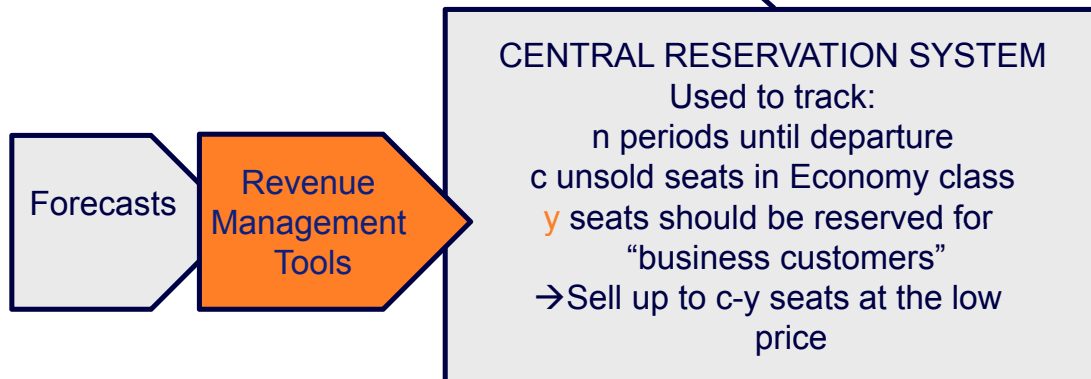 Forecasts
Revenue
Management
Tools
CENTRAL RESERVATION SYSTEM
Used to track:
n periods until departure
c unsold seats in Economy class
y seats should be reserved for
“business customers”
→Sell up to c-y seats at the low
price